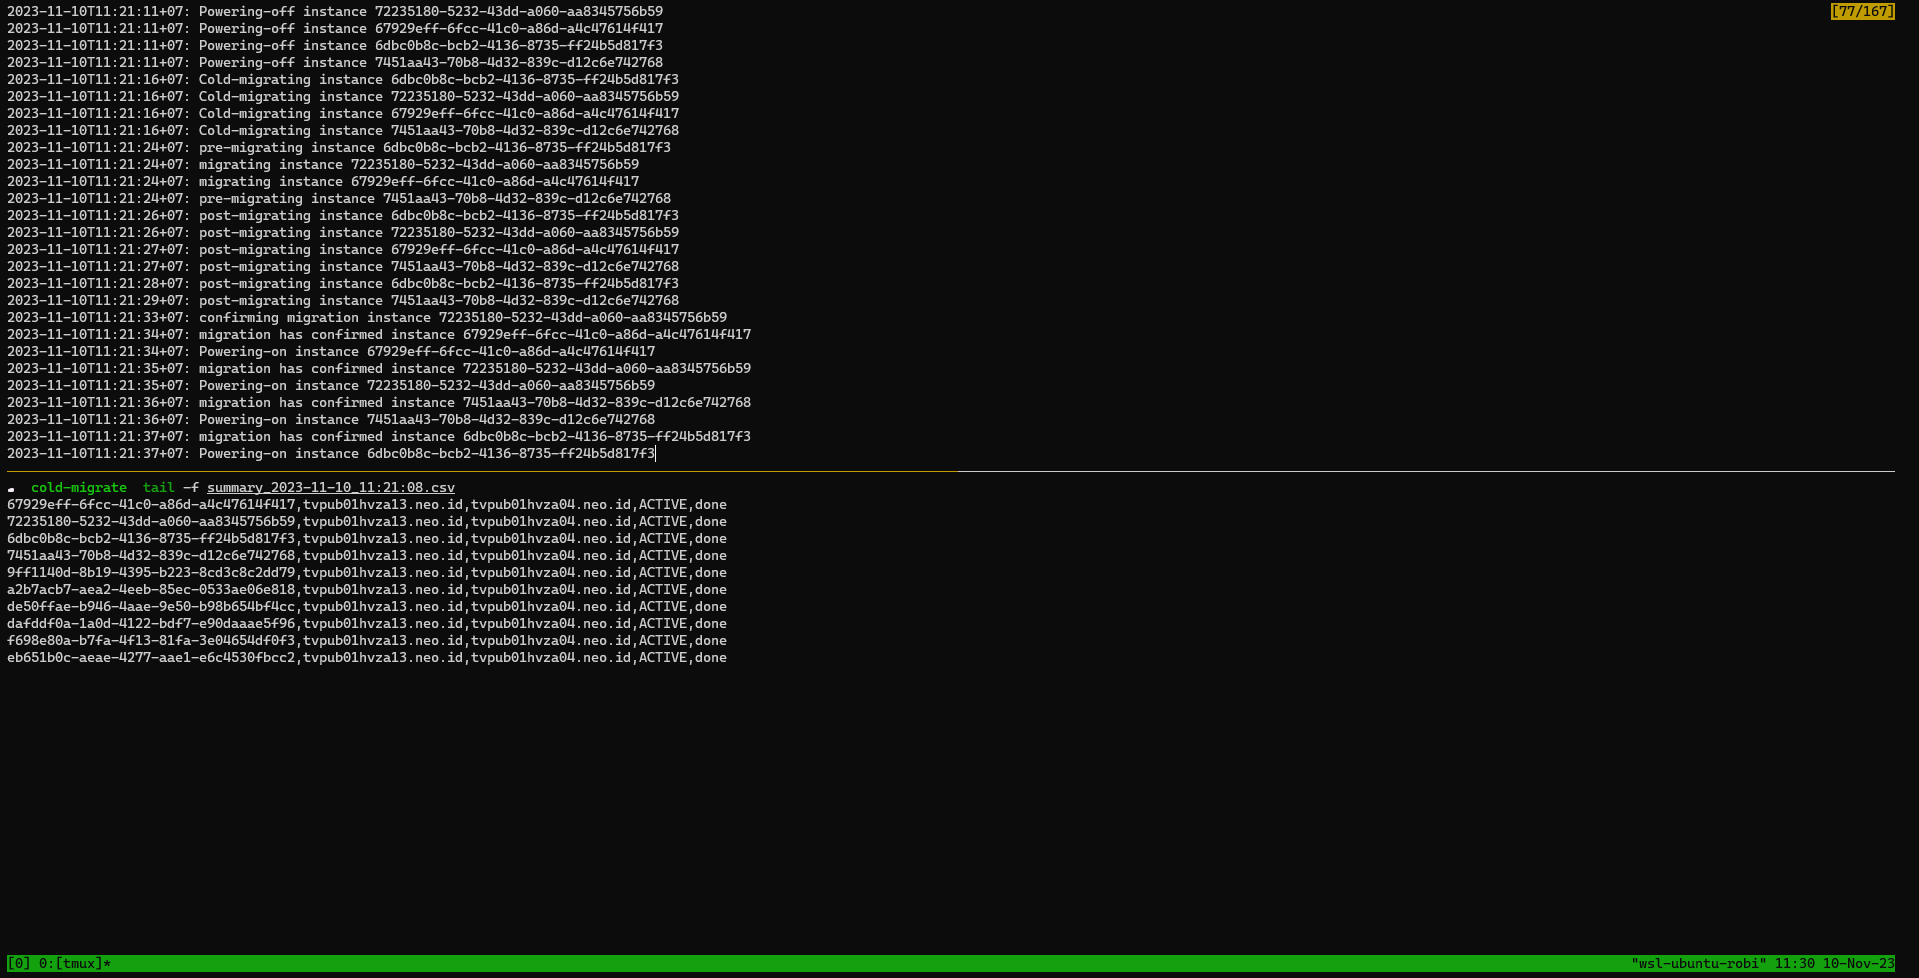 2023-11-10T11:21:11+07: Powering-off instance 72235180-5232-43dd-a060-aa8345756b59
[77/167]
2023-11-10T11:21:11+07: Powering-off instance 67929eff-6fcc-41c0-a86d-a4c47614f417
2023-11-10T11:21:11+07: Powering-off instance 6dbc0b8c-bcb2-4136-8735-ff24b5d817f3
2023-11-10T11:21:11+07: Powering-off instance 7451aa43-70b8-4d32-839c-d12c6e742768
2023-11-10T11:21:16+07: Cold-migrating instance 6dbc0b8c-bcb2-4136-8735-ff24b5d817f3
2023-11-10T11:21:16+07: Cold-migrating instance 72235180-5232-43dd-a060-aa8345756b59
2023-11-10T11:21:16+07: Cold-migrating instance 67929eff-6fcc-41c0-a86d-a4c47614f417
2023-11-10T11:21:16+07: Cold-migrating instance 7451aa43-70b8-4d32-839c-d12c6e742768
2023-11-10T11:21:24+07: pre-migrating instance 6dbc0b8c-bcb2-4136-8735-ff24b5d817f3
2023-11-10T11:21:24+07: migrating instance 72235180-5232-43dd-a060-aa8345756b59
2023-11-10T11:21:24+07: migrating instance 67929eff-6fcc-41c0-a86d-a4c47614f417
2023-11-10T11:21:24+07: pre-migrating instance 7451aa43-70b8-4d32-839c-d12c6e742768
2023-11-10T11:21:26+07: post-migrating instance 6dbc0b8c-bcb2-4136-8735-ff24b5d817f3
2023-11-10T11:21:26+07: post-migrating instance 72235180-5232-43dd-a060-aa8345756b59
2023-11-10T11:21:27+07: post-migrating instance 67929eff-6fcc-41c0-a86d-a4c47614f417
2023-11-10T11:21:27+07: post-migrating instance 7451aa43-70b8-4d32-839c-d12c6e742768
2023-11-10T11:21:28+07: post-migrating instance 6dbc0b8c-bcb2-4136-8735-ff24b5d817f3
2023-11-10T11:21:29+07: post-migrating instance 7451aa43-70b8-4d32-839c-d12c6e742768
2023-11-10T11:21:33+07: confirming migration instance 72235180-5232-43dd-a060-aa8345756b59
2023-11-10T11:21:34+07: migration has confirmed instance 67929eff-6fcc-41c0-a86d-a4c47614f417
2023-11-10T11:21:34+07: Powering-on instance 67929eff-6fcc-41c0-a86d-a4c47614f417
2023-11-10T11:21:35+07: migration has confirmed instance 72235180-5232-43dd-a060-aa8345756b59
2023-11-10T11:21:35+07: Powering-on instance 72235180-5232-43dd-a060-aa8345756b59
2023-11-10T11:21:36+07: migration has confirmed instance 7451aa43-70b8-4d32-839c-d12c6e742768
2023-11-10T11:21:36+07: Powering-on instance 7451aa43-70b8-4d32-839c-d12c6e742768
2023-11-10T11:21:37+07: migration has confirmed instance 6dbc0b8c-bcb2-4136-8735-ff24b5d817f3
2023-11-10T11:21:37+07: Powering-on instance 6dbc0b8c-bcb2-4136-8735-ff24b5d817f3
cold-migrate tail -f summary_2023-11-10_11:21:08.csv
67929eff-6fcc-41c0-a86d-a4c47614f417,tvpub01hvza13.neo.id,tvpub01hvza04.neo.id,ACTIVE,done
72235180-5232-43dd-a060-aa8345756b59,tvpub01hvza13.neo.id,tvpub01hvza04.neo.id,ACTIVE,done
6dbc0b8c-bcb2-4136-8735-ff24b5d817f3,tvpub01hvza13.neo.id,tvpub01hvza04.neo.id,ACTIVE,done
7451aa43-70b8-4d32-839c-d12c6e742768,tvpub01hvza13.neo.id,tvpub01hvza04.neo.id,ACTIVE,done
9ff1140d-8b19-4395-b223-8cd3c8c2dd79,tvpub01hvza13.neo.id,tvpub01hvza04.neo.id,ACTIVE,done
a2b7acb7-aea2-4eeb-85ec-0533ae06e818,tvpub01hvza13.neo.id,tvpub01hvza04.neo.id,ACTIVE,done
de50ffae-b946-4aae-9e50-b98b654bf4cc,tvpub01hvza13.neo.id,tvpub01hvza04.neo.id,ACTIVE,done
dafddf0a-1a0d-4122-bdf7-e90daaae5f96,tvpub01hvza13.neo.id,tvpub01hvza04.neo.id,ACTIVE,done
f698e80a-b7fa-4f13-81fa-3e04654df0f3,tvpub01hvza13.neo.id,tvpub01hvza04.neo.id,ACTIVE,done
eb651b0c-aeae-4277-aae1-e6c4530fbcc2,tvpub01hvza13.neo.id,tvpub01hvza04.neo.id,ACTIVE,done
[0] 0:[tmux]*
"wsl-ubuntu-robi" 11:30 10-Nov-23